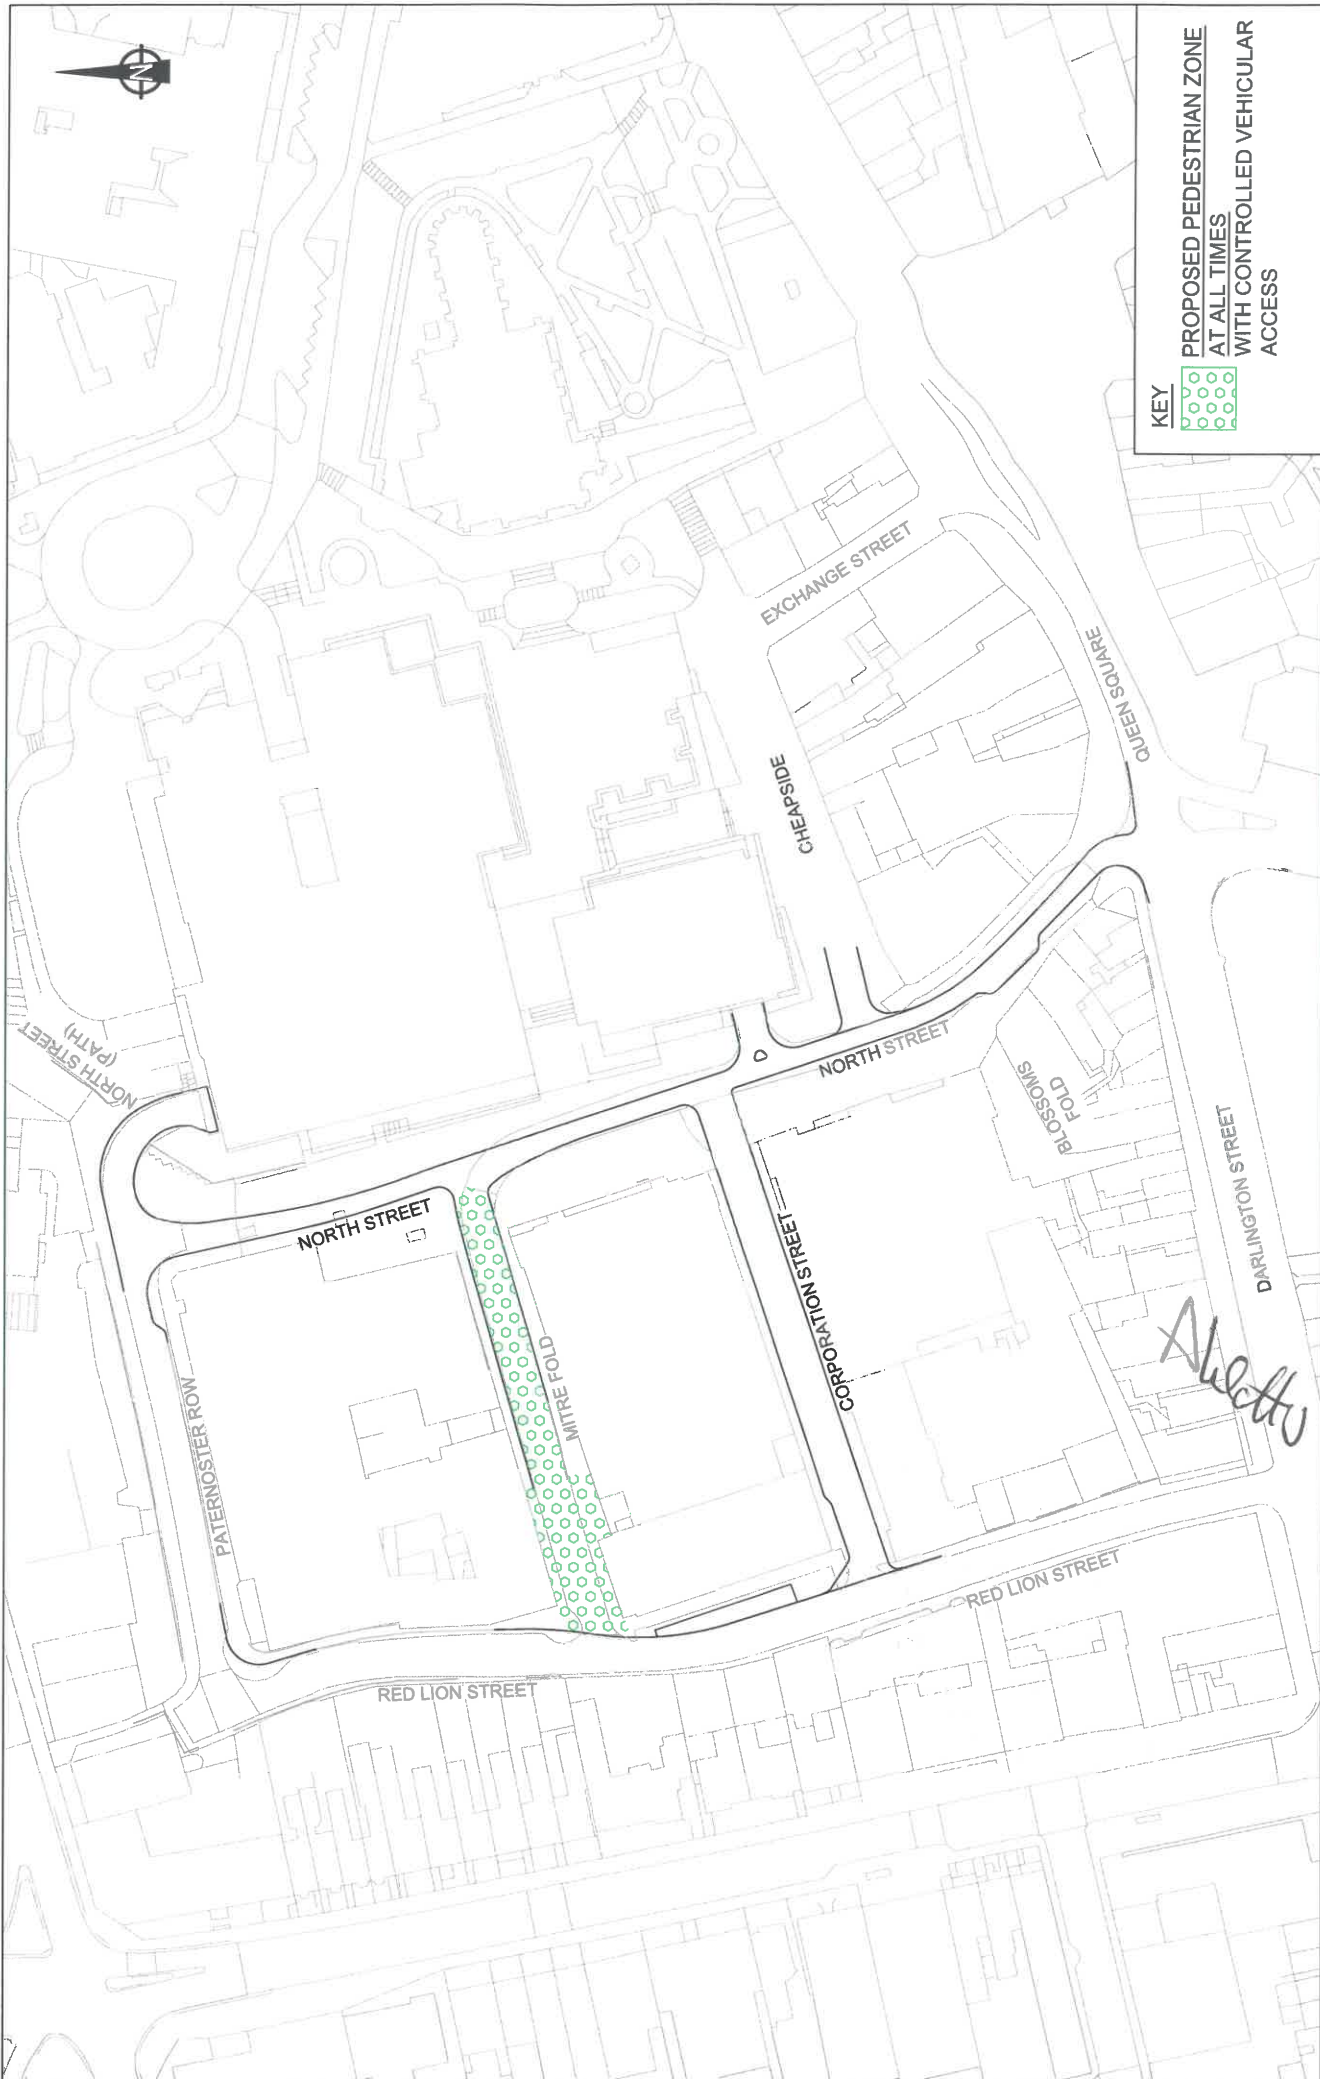 N
KEY
PROPOSED PEDESTRIAN ZONE
AT ALL TIMES
WITH CONTROLLED VEHICULAR
ACCESS
NORTH STREET
(PATH)
EXCHANGE STREET
QUEEN SQUARE
CHEAPSIDE
NORTH STREET
NORTH STREET
BLOSSOMS
FOLD
DARLINGTON STREET
CORPORATION STREET
MITRE FOLD
PATERNOSTER ROW
RED LION STREET
RED LION STREET